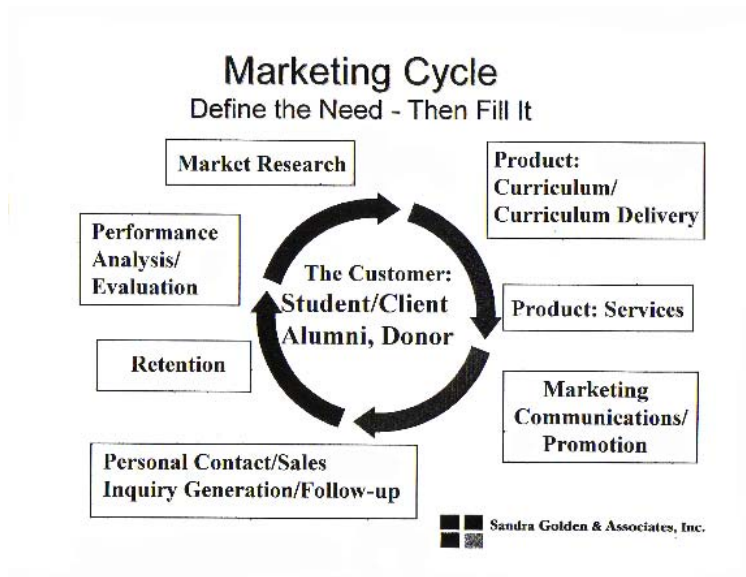 Marketing Cycle
Define the Need - Then Fill It
Market Research
Product:
Curriculum/
Curriculum Delivery
Performance
Analysis/
Evaluation
The Customer:
Student/Client
Alumni, Donor
Product: Services
Retention
Marketing
Communications/
Promotion
Personal Contact/Sales
Inquiry Generation/Follow-up
Sandra Golden & Associates, Inc.